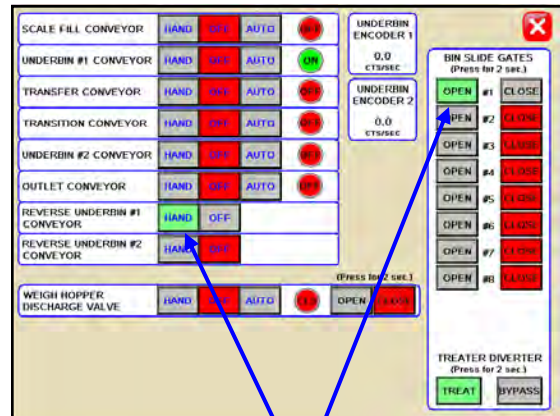 SCALE FILL CONVEYOR HAND OFF AUTO OFF
UNDERBIN #1 CONVEYOR HAND OFF AUTO ON
TRANSFER CONVEYOR HAND OFF AUTO OFF
TRANSITION CONVEYOR HAND OFF AUTO OFF
UNDERBIN #2 CONVEYOR HAND OFF AUTO OFF
OUTLET CONVEYOR HAND OFF AUTO OFF
REVERSE UNDERBIN #1
CONVEYOR HAND OFF
REVERSE UNDERBIN #2
CONVEYOR HAND OFF
(Press for 2 sec.)
WEIGH HOPPER
DISCHARGE VALVE HAND OFF AUTO OPEN CLOSE
UNDERBIN
ENCODER 1
0.0
CTS/SEC
UNDERBIN
ENCODER 2
0.0
CTS/SEC
X
BIN SLIDE GATES
(Press for 2 sec.)
OPEN #1 CLOSE
OPEN #2 CLOSE
OPEN #3 CLOSE
OPEN #4 CLOSE
OPEN #5 CLOSE
OPEN #6 CLOSE
OPEN #7 CLOSE
OPEN #8 CLOSE
TREATER DIVERTER
(Press for 2 sec.)
TREAT BYPASS